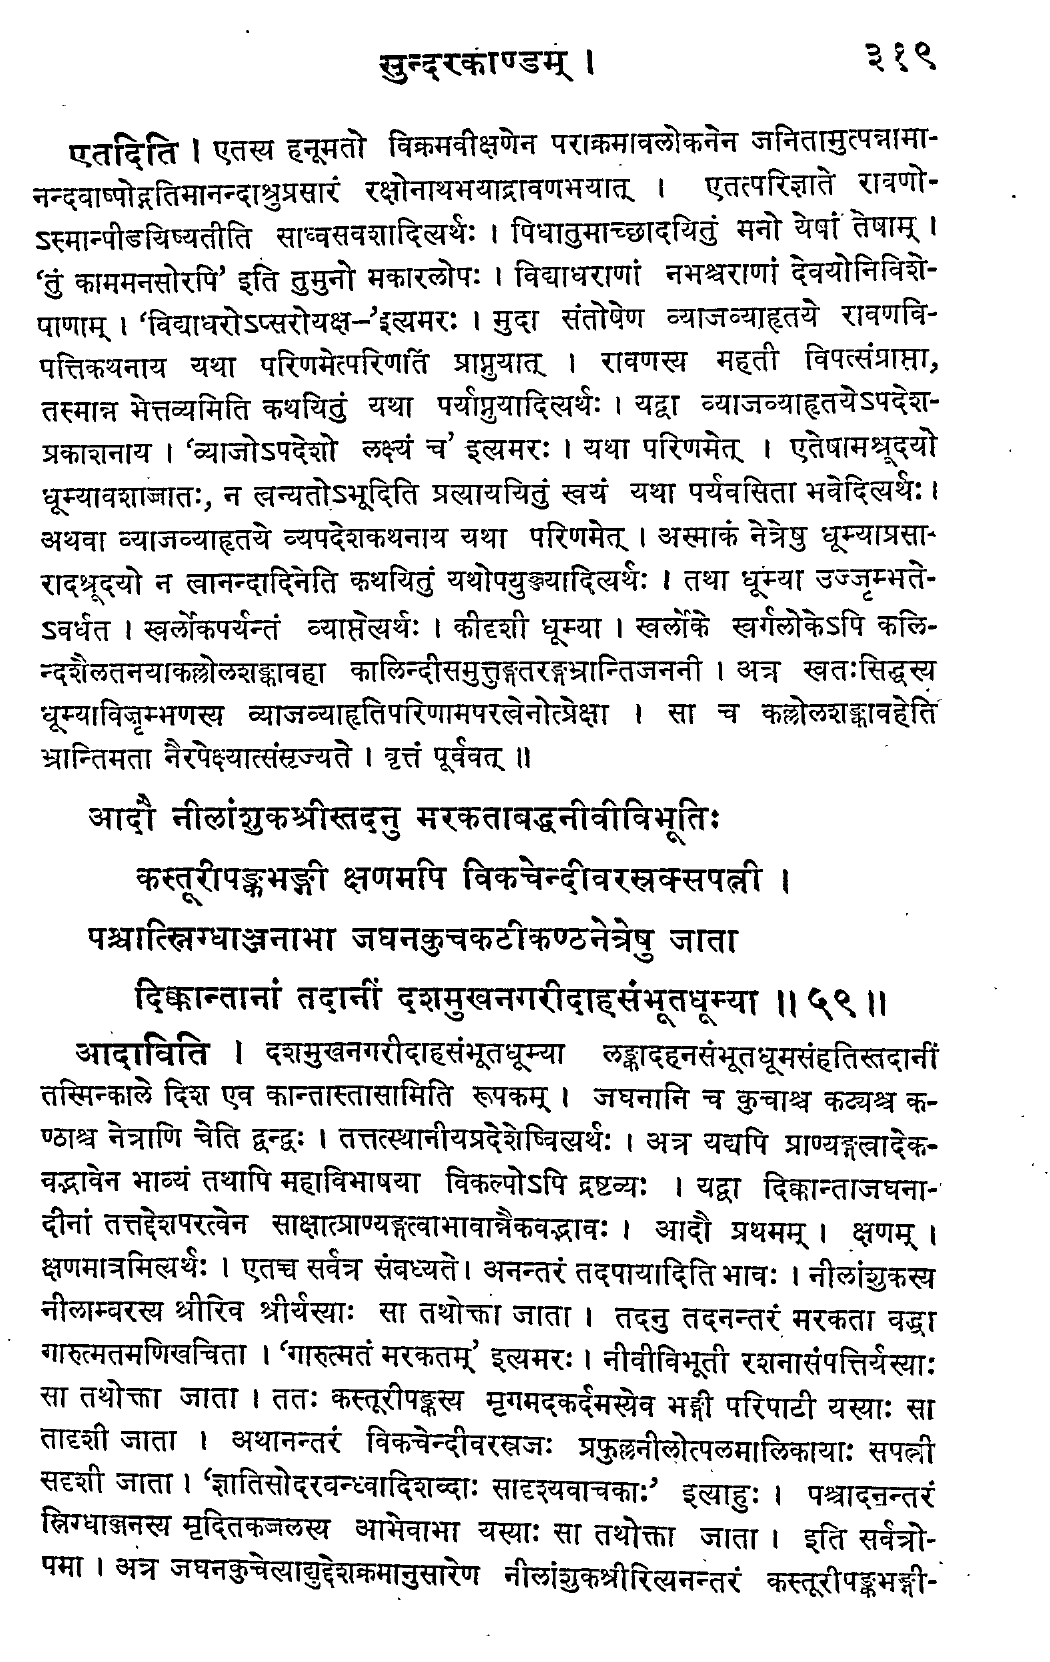 सुन्दरकाण्डम् ।
३१९
एतदिति । एतस्य हनूमतो विक्रमवीक्षणेन पराक्रमावलोकनेन जनितामुत्पन्नामा-
नन्दवाष्पोद्गतिमानन्दाश्रुप्रसारं रक्षोनाथभयाद्रावणभयात् । एतत्परिज्ञाते रावणो-
ऽस्मान्पीडयिष्यतीति साध्वसवशादित्यर्थः । पिधातुमाच्छादयितुं मनो येषां तेषाम् ।
‘तुं काममनसोरपि’ इति तुमुनो मकारलोपः । विद्याधराणां नभश्चराणां देवयोनिविशे-
षाणाम् । ‘विद्याधरोऽप्सरोयक्ष—’इत्यमरः । मुदा संतोषेण व्याजव्याहृतये रावणवि-
पत्तिकथनाय यथा परिणमेत्परिणतिं प्राप्नुयात् । रावणस्य महती विपत्संप्राप्ता,
तस्मान्न भेत्तव्यमिति कथयितुं यथा पर्याप्नुयादित्यर्थः । यद्वा व्याजव्याहृतयेऽपदेश-
प्रकाशनाय । ‘व्याजोऽपदेशो लक्ष्यं च’ इत्यमरः । यथा परिणमेत् । एतेषामश्रूदयो
धूम्यावशाज्जातः, न त्वन्यतोऽभूदिति प्रत्याययितुं स्वयं यथा पर्यवसिता भवेदित्यर्थः ।
अथवा व्याजव्याहृतये व्यपदेशकथनाय यथा परिणमेत् । अस्माकं नेत्रेषु धूम्याप्रसा-
रादश्रूदयो न त्वानन्दादिनेति कथयितुं यथोपयुञ्ज्यादित्यर्थः । तथा धूम्या उज्जृम्भते-
ऽवर्धत । स्वर्लोकपर्यन्तं व्याप्तेत्यर्थः । कीदृशी धूम्या । स्वर्लोके स्वर्गलोकेऽपि कलि-
न्दशैलतनयाकल्लोलशङ्कावहा कालिन्दीसमुत्तुङ्गतरङ्गभ्रान्तिजननी । अत्र स्वतःसिद्धस्य
धूम्याविजृम्भणस्य व्याजव्याहृतिपरिणामपरत्वेनोत्प्रेक्षा । सा च कल्लोलशङ्कावहेति
भ्रान्तिमता नैरपेक्ष्यात्संसृज्यते । वृत्तं पूर्ववत् ॥
आदौ नीलांशुकश्रीस्तदनु मरकताबद्धनीवीविभूतिः
कस्तूरीपङ्कभङ्गी क्षणमपि विकचेन्दीवरस्रक्सपत्नी ।
पश्चात्स्निग्धाञ्जनाभा जघनकुचकटीकण्ठनेत्रेषु जाता
दिक्कान्तानां तदानीं दशमुखनगरीदाहसंभूतधूम्या ॥ ५९ ॥
आदाविति । दशमुखनगरीदाहसंभूतधूम्या लङ्कादहनसंभूतधूमसंहतिस्तदानीं
तस्मिन्काले दिश एव कान्तास्तासामिति रूपकम् । जघनानि च कुचाश्च कट्यश्च क-
ण्ठाश्च नेत्राणि चेति द्वन्द्वः । तत्तत्स्थानीयप्रदेशेष्वित्यर्थः । अत्र यद्यपि प्राण्यङ्गत्वादेक-
वद्भावेन भाव्यं तथापि महाविभाषया विकल्पोऽपि द्रष्टव्यः । यद्वा दिक्कान्ताजघना-
दीनां तत्तद्देशपरत्वेन साक्षात्प्राण्यङ्गत्वाभावान्नैकवद्भावः । आदौ प्रथमम् । क्षणम् ।
क्षणमात्रमित्यर्थः । एतच्च सर्वत्र संबध्यते। अनन्तरं तदपायादिति भावः । नीलांशुकस्य
नीलाम्बरस्य श्रीरिव श्रीर्यस्याः सा तथोक्ता जाता । तदनु तदनन्तरं मरकता बद्धा
गारुत्मतमणिखचिता । ‘गारुत्मतं मरकतम्’ इत्यमरः । नीवीविभूती रशनासंपत्तिर्यस्याः
सा तथोक्ता जाता । ततः कस्तूरीपङ्कस्य मृगमदकर्दमस्येव भङ्गी परिपाटी यस्याः सा
तादृशी जाता । अथानन्तरं विकचेन्दीवरस्रजः प्रफुल्लनीलोत्पलमालिकायाः सपत्नी
सदृशी जाता । ‘ज्ञातिसोदरबन्ध्वादिशब्दाः सादृश्यवाचकाः’ इत्याहुः । पश्चादनन्तरं
स्निग्धाञ्जनस्य मृदितकज्जलस्य आभेवाभा यस्याः सा तथोक्ता जाता । इति सर्वत्रो-
पमा । अत्र जघनकुचेत्याद्युद्देशक्रमानुसारेण नीलांशुकश्रीरित्यनन्तरं कस्तूरीपङ्कभङ्गी-